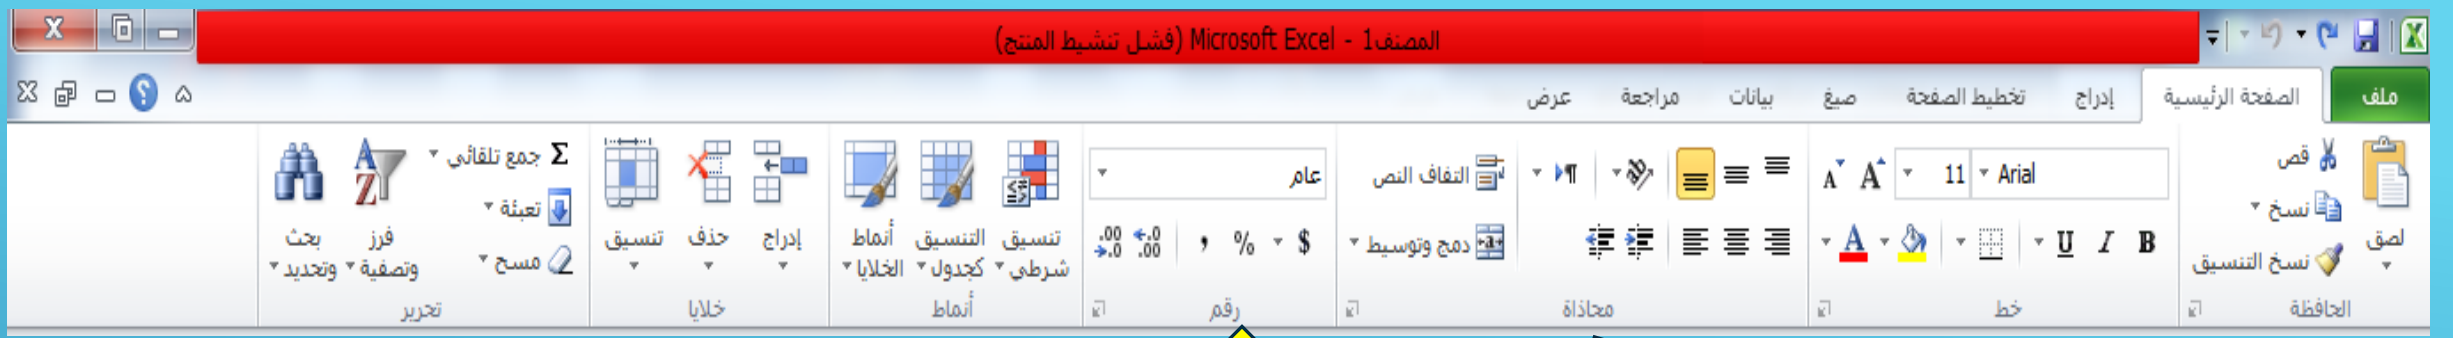 المصنف1 - Microsoft Excel (فشل تنشيط المنتج)
ملف الصفحة الرئيسية إدراج تخطيط الصفحة صيغ بيانات مراجعة عرض
لصق
قص
نسخ
نسخ التنسيق
الحافظة
Arial 11
B I U
خط
التفاف النص
دمج وتوسيط
محاذاة
عام
$ % , .00 .0
رقم
تنسيق شرطي
التنسيق كجدول
أنماط الخلايا
أنماط
إدراج
حذف
تنسيق
خلايا
Σ جمع تلقائي
تعبئة
مسح
فرز وتصفية
بحث وتحديد
تحرير